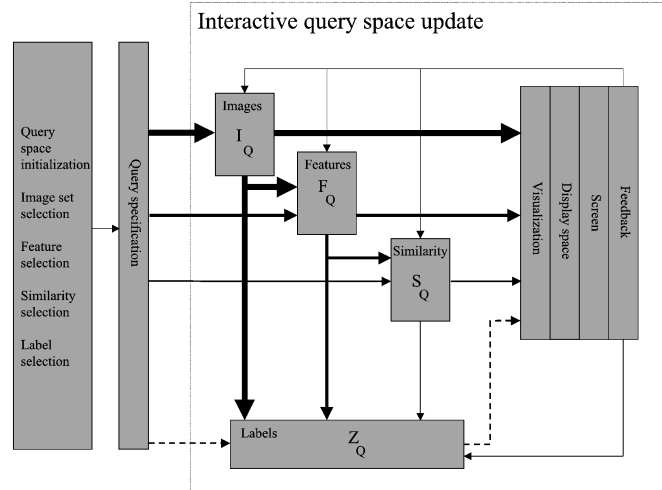 Interactive query space update
Query
space
initialization
Image set
selection
Feature
selection
Similarity
selection
Label
selection
Query specification
Images
I Q
Features
F Q
Similarity
S Q
Labels
Z Q
Visualization
Display space
Screen
Feedback